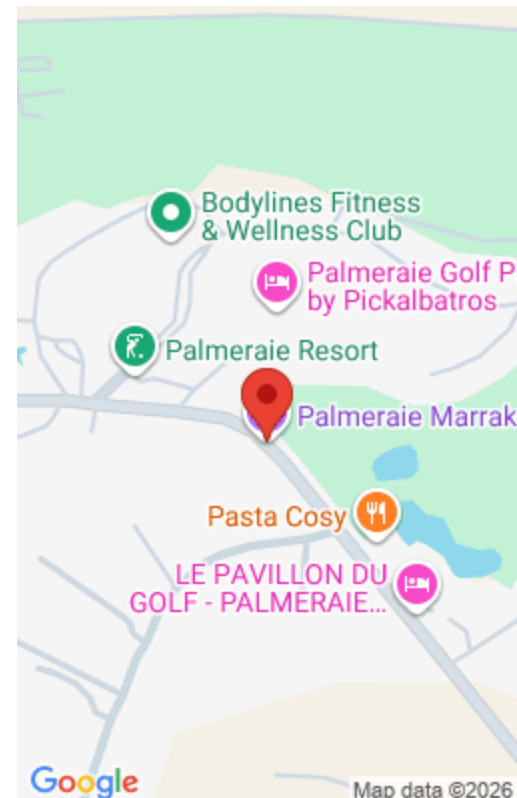 Bodylines Fitness
& Wellness Club
Palmeraie Golf P
by Pickalbatros
Palmeraie Resort
Palmeraie Marrak
Pasta Cosy
LE PAVILLON DU
GOLF - PALMERAIE...
Google
Map data ©2026